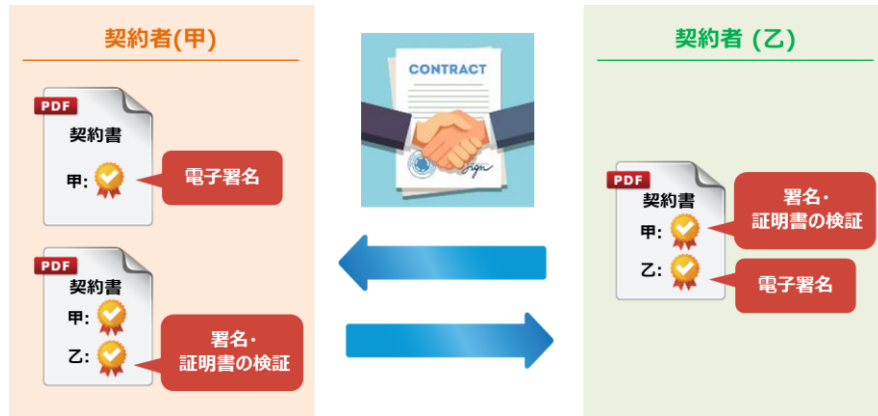 契約者(甲)
PDF
契約書
甲:
電子署名
PDF
契約書
甲:
乙:
署名・
証明書の検証
CONTRACT
sign
契約者 (乙)
PDF
契約書
甲:
乙:
署名・
証明書の検証
電子署名